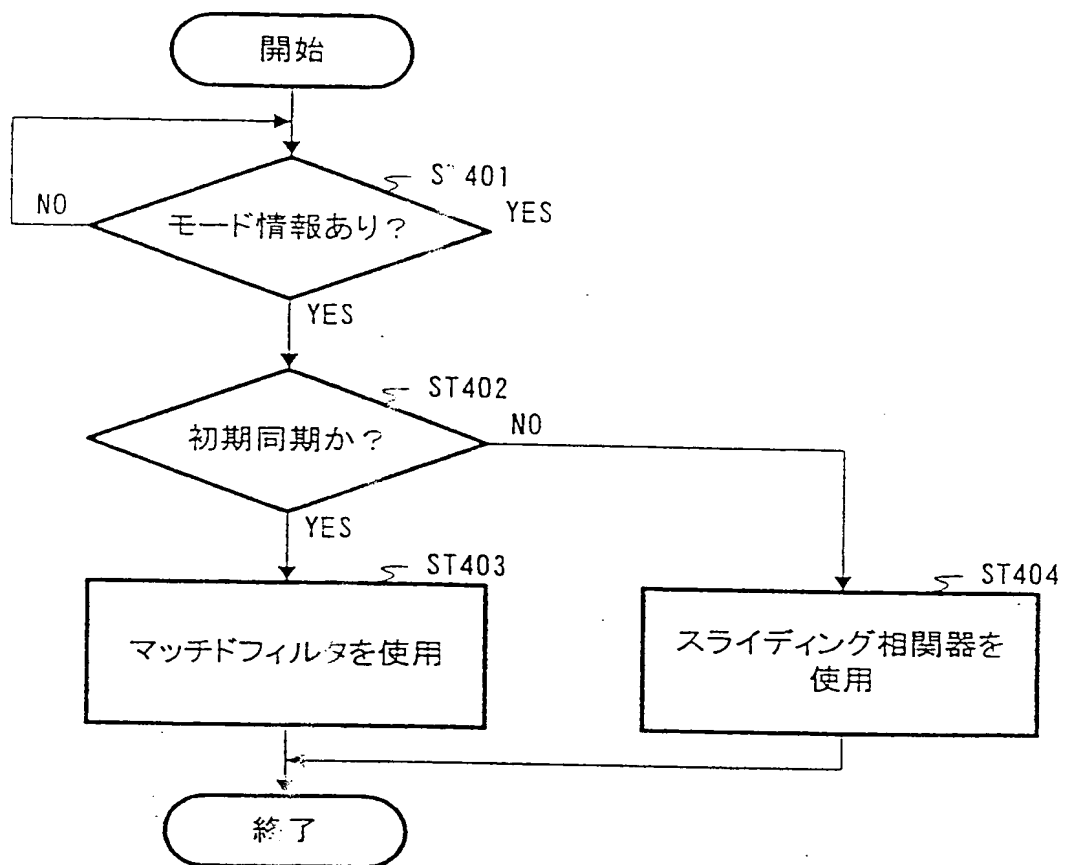 開始
S 401
NO
モード情報あり?
YES
YES
ST402
初期同期か?
NO
YES
ST403
マッチドフィルタを使用
ST404
スライディング相関器を
使用
終了